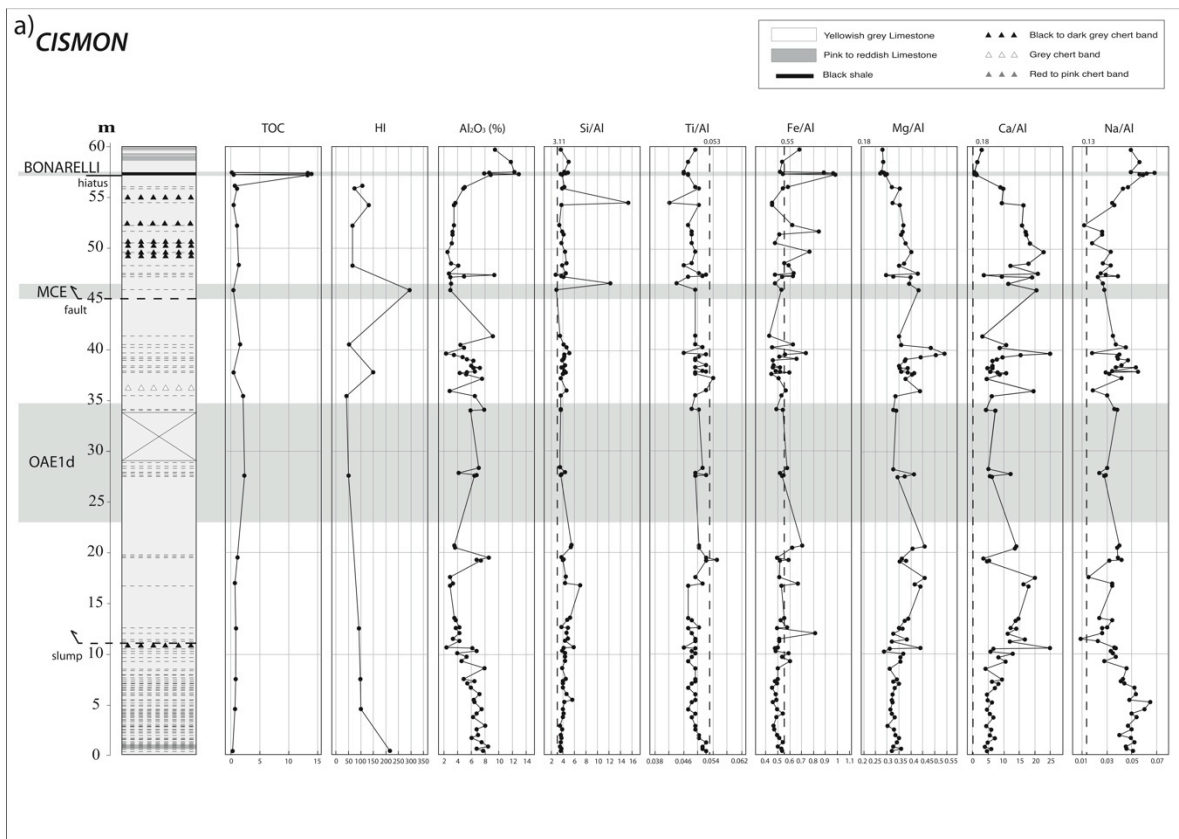 a) CISMON
Yellowish grey Limestone
Pink to reddish Limestone
Black shale
Black to dark grey chert band
Grey chert band
Red to pink chert band
m TOC HI Al₂O₃ (%) Si/Al Ti/Al Fe/Al Mg/Al Ca/Al Na/Al
3.11 0.053 0.55 0.18 0.18 0.13
60
BONARELLI
hiatus
55
50
MCE
45
fault
40
35
OAE1d
30
25
20
15
slump
10
5
0
0 5 10 15
0 50 100 150 200 250 300 350
0 2 4 6 8 10 12 14
2 4 6 8 10 12 14 16
0.038 0.046 0.054 0.062
0.4 0.5 0.6 0.7 0.8 0.9 1 1.1
0.2 0.25 0.3 0.35 0.4 0.45 0.5 0.55
0 5 10 15 20 25
0.01 0.03 0.05 0.07